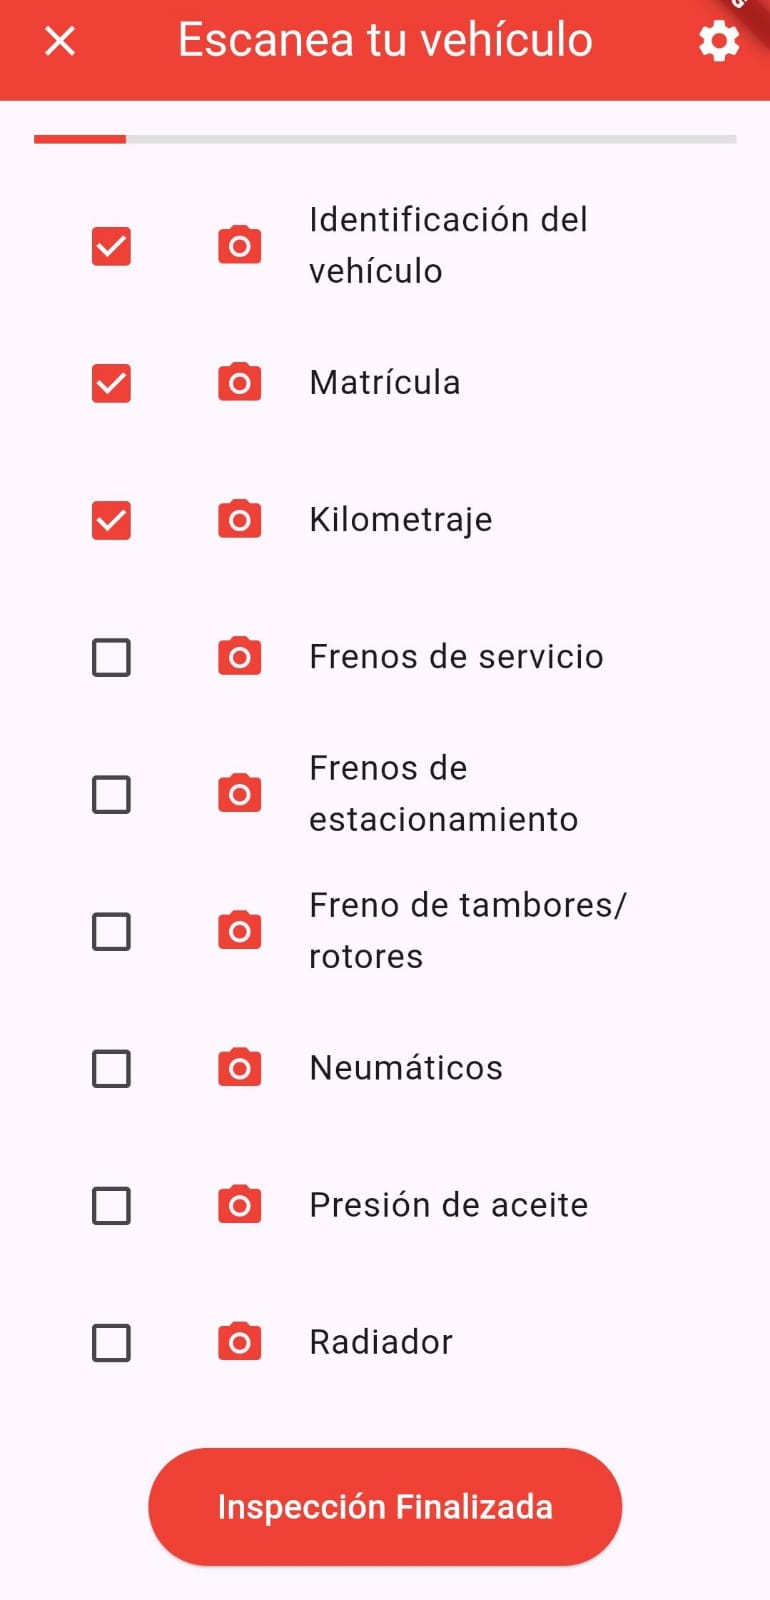 Escanea tu vehículo
Identificación del
vehículo
Matrícula
Kilometraje
Frenos de servicio
Frenos de
estacionamiento
Freno de tambores/
rotores
Neumáticos
Presión de aceite
Radiador
Inspección Finalizada